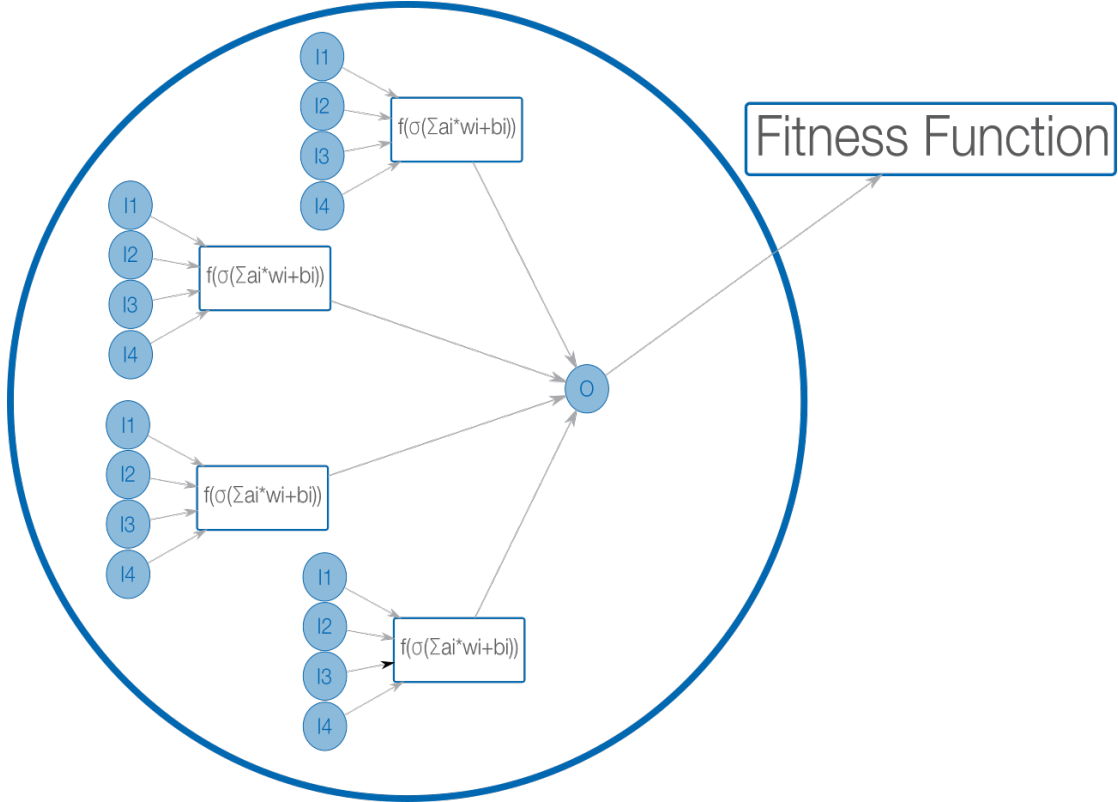 I1
I2
I3
I4
f(σ(Σai*wi+bi))
Fitness Function
I1
I2
I3
I4
f(σ(Σai*wi+bi))
O
I1
I2
I3
I4
f(σ(Σai*wi+bi))
I1
I2
I3
I4
f(σ(Σai*wi+bi))